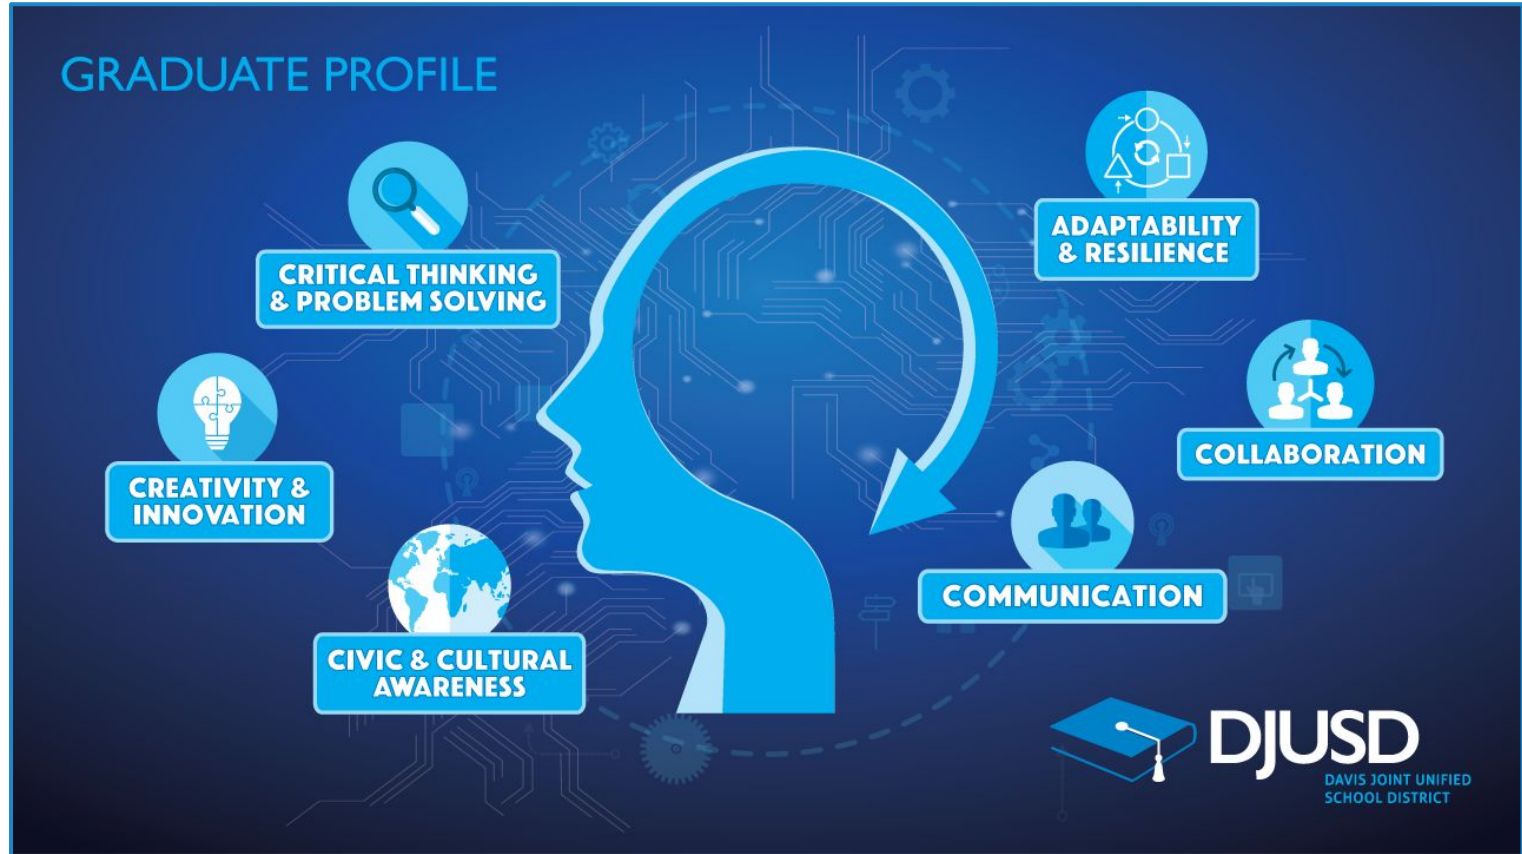 GRADUATE PROFILE
CRITICAL THINKING
& PROBLEM SOLVING
ADAPTABILITY
& RESILIENCE
CREATIVITY &
INNOVATION
COLLABORATION
CIVIC & CULTURAL
AWARENESS
COMMUNICATION
DJUSD
DAVIS JOINT UNIFIED
SCHOOL DISTRICT